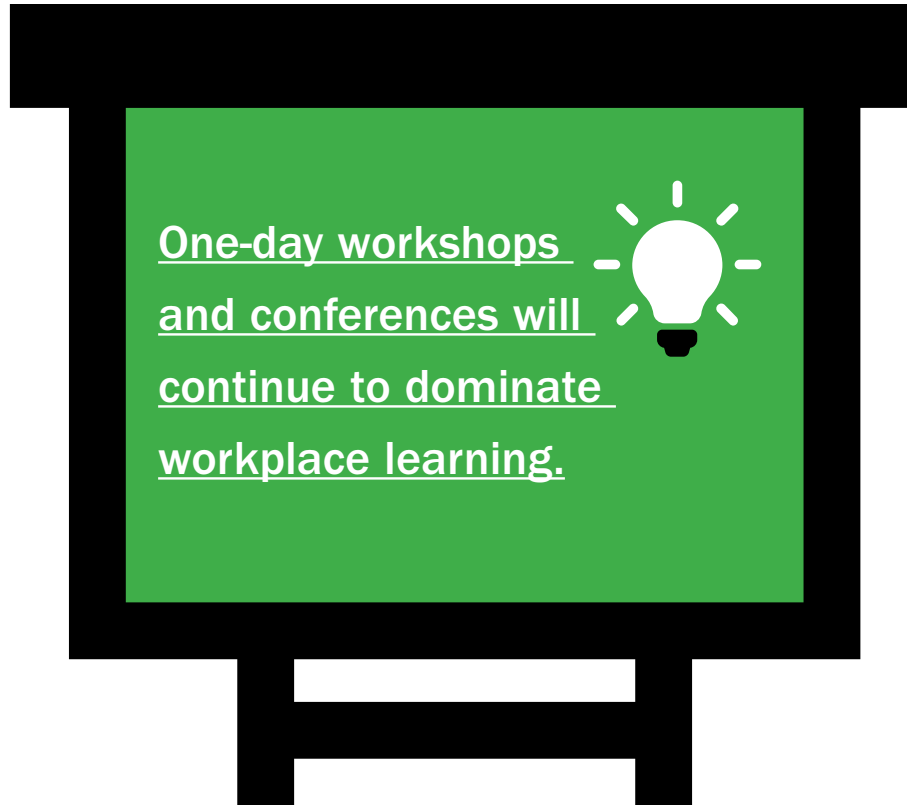 One-day workshops
and conferences will
continue to dominate
workplace learning.